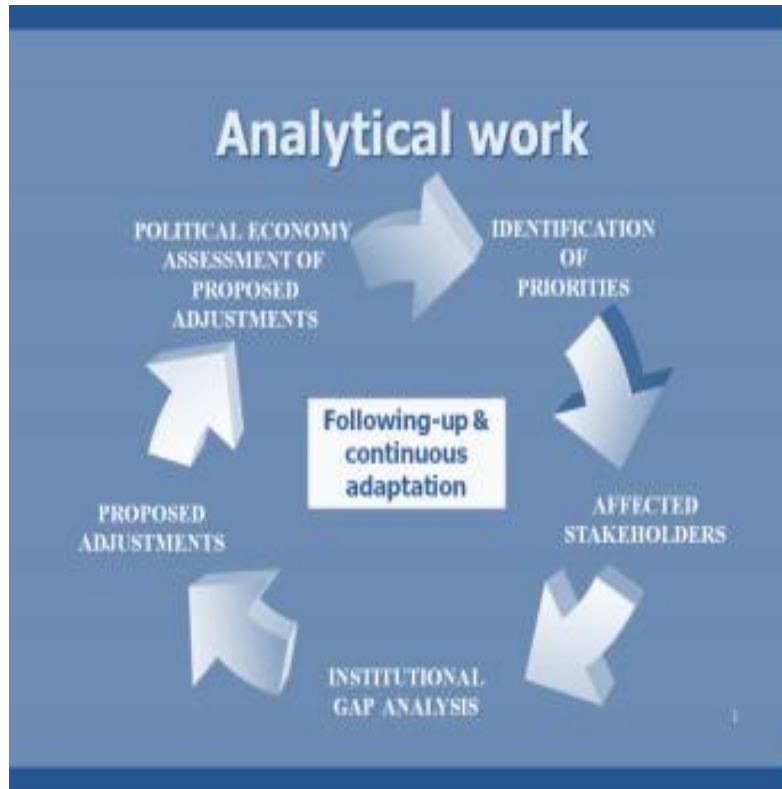 Analytical work
POLITICAL ECONOMY
ASSESSMENT OF
PROPOSED
ADJUSTMENTS
IDENTIFICATION
OF
PRIORITIES
Following-up &
continuous
adaptation
AFFECTED
STAKEHOLDERS
PROPOSED
ADJUSTMENTS
INSTITUTIONAL
GAP ANALYSIS
1